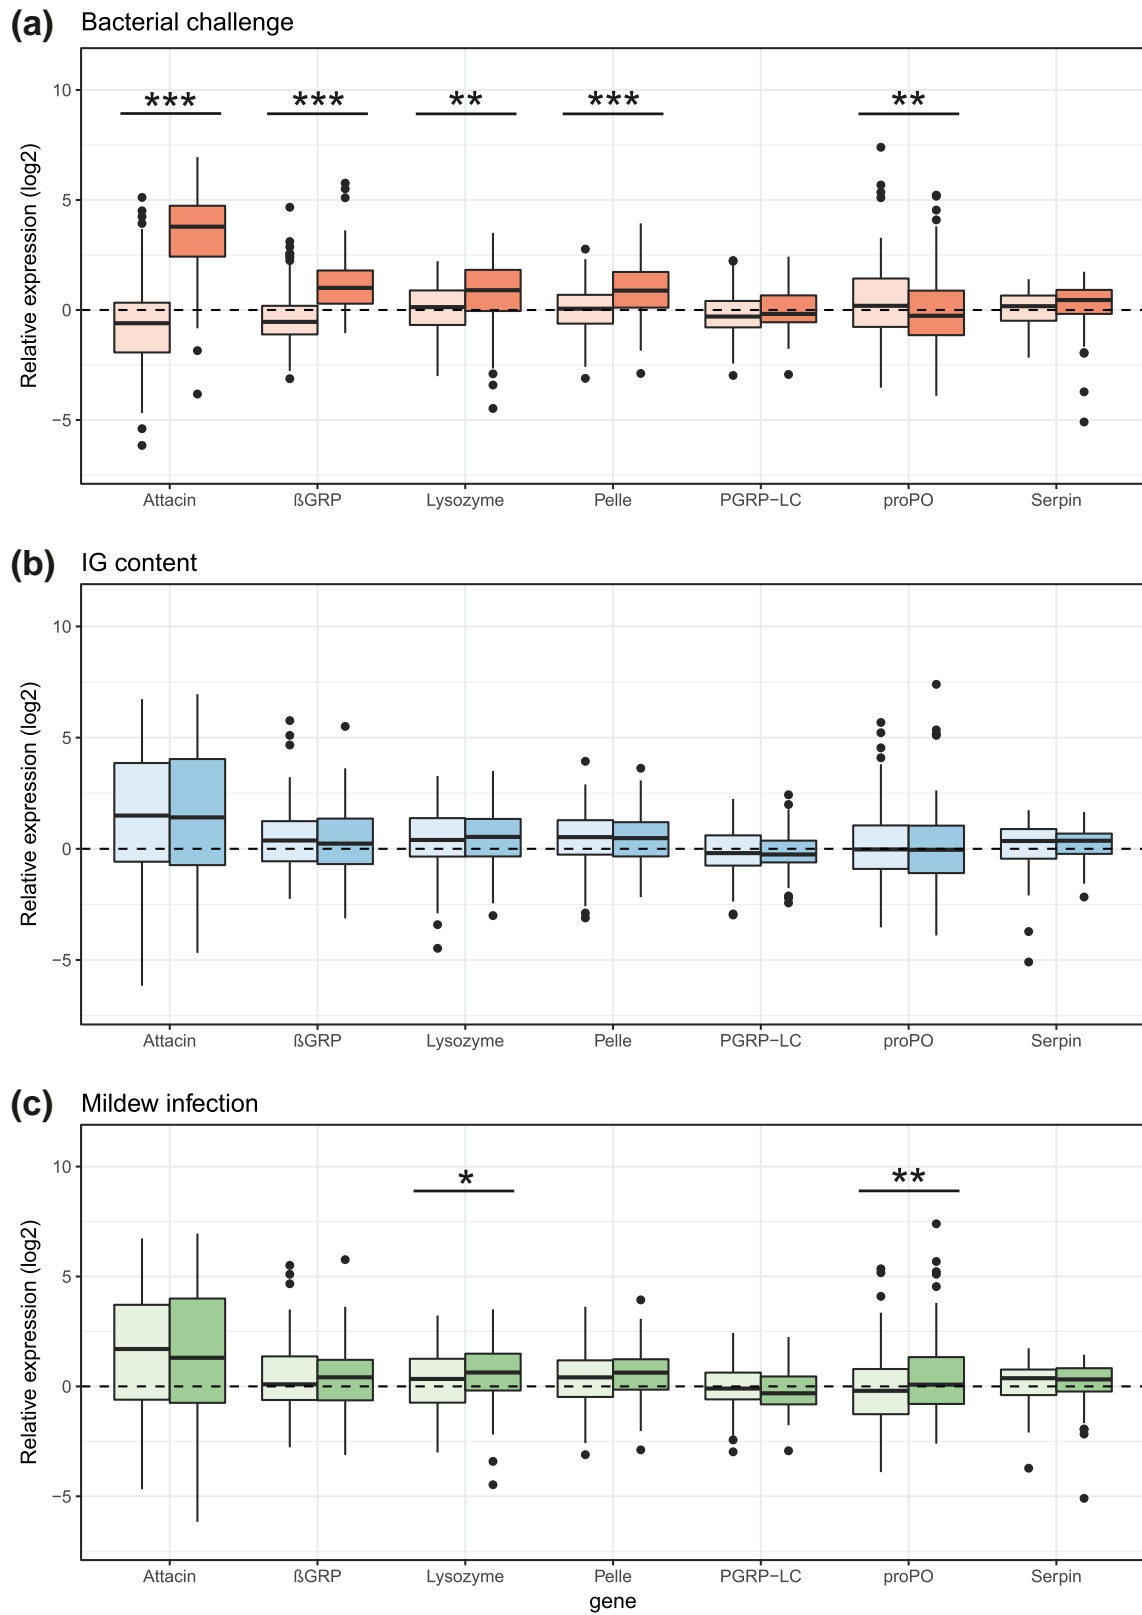 (a) Bacterial challenge
Relative expression (log2)
10
5
0
−5
*** *** ** *** **
Attacin ßGRP Lysozyme Pelle PGRP−LC proPO Serpin
(b) IG content
Relative expression (log2)
10
5
0
−5
Attacin ßGRP Lysozyme Pelle PGRP−LC proPO Serpin
(c) Mildew infection
Relative expression (log2)
10
5
0
−5
* **
Attacin ßGRP Lysozyme Pelle PGRP−LC proPO Serpin
gene